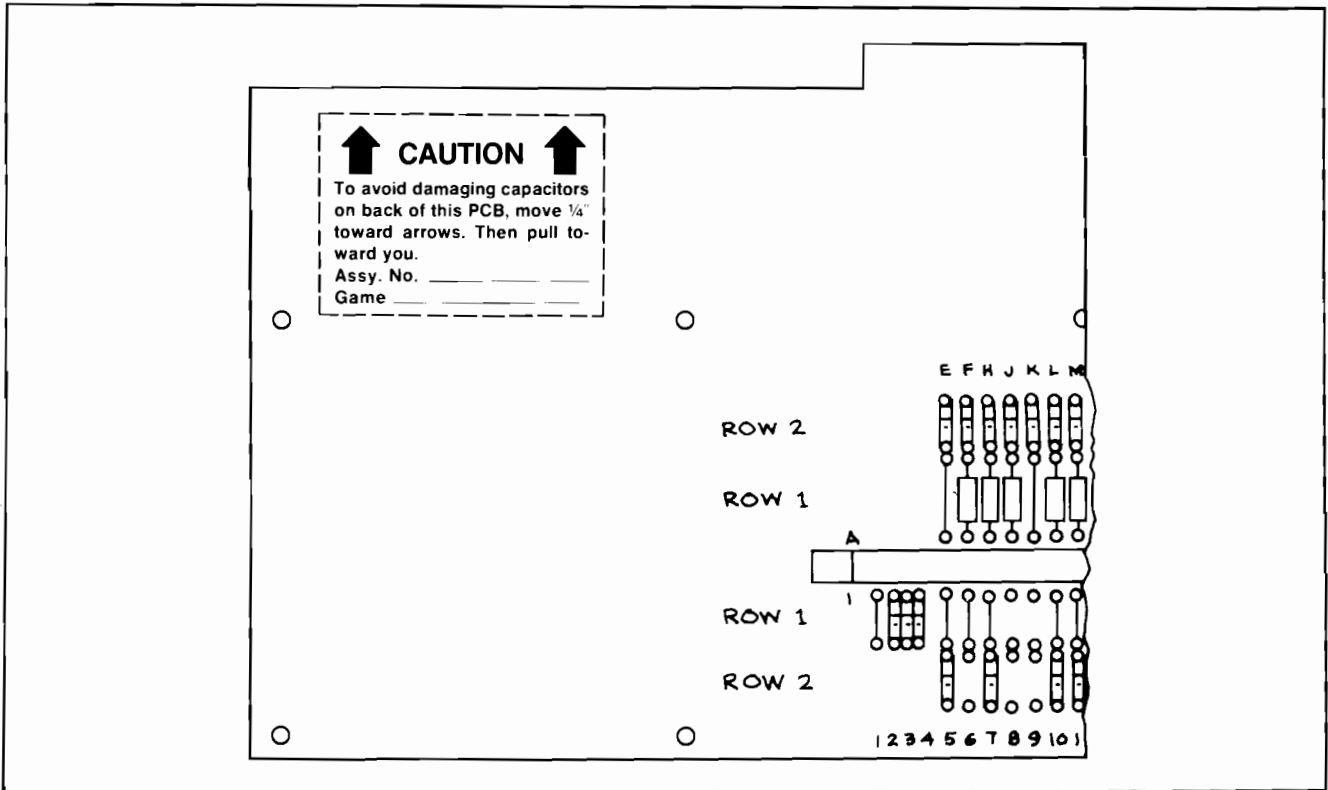 CAUTION
To avoid damaging capacitors
on back of this PCB, move ¼"
toward arrows. Then pull to-
ward you.
Assy. No.
Game
E F H J K L M
ROW 2
ROW 1
A
1
ROW 1
ROW 2
1 2 3 4 5 6 7 8 9 10 1